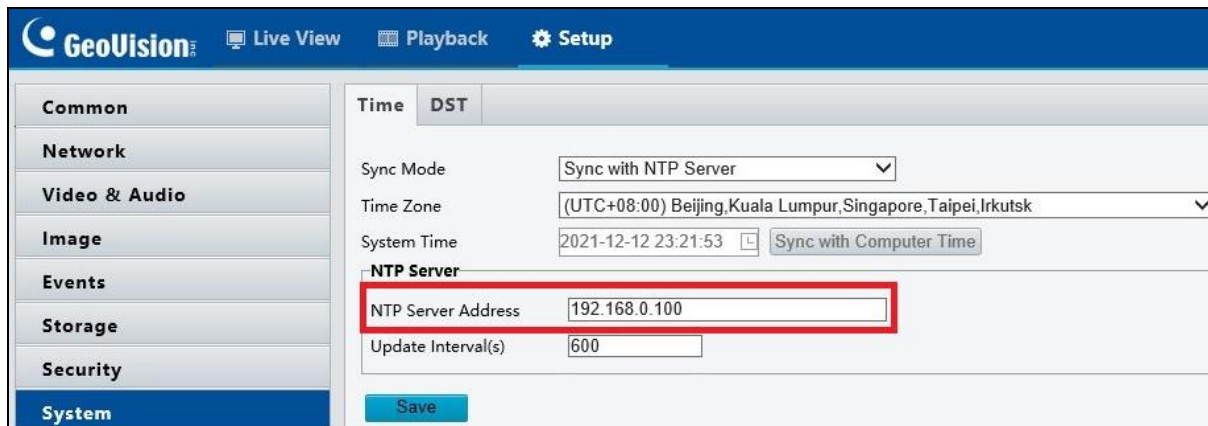 GeoVision Live View Playback Setup
Common
Network
Video & Audio
Image
Events
Storage
Security
System
Time DST
Sync Mode Sync with NTP Server
Time Zone (UTC+08:00) Beijing,Kuala Lumpur,Singapore,Taipei,Irkutsk
System Time 2021-12-12 23:21:53 Sync with Computer Time
NTP Server
NTP Server Address 192.168.0.100
Update Interval(s) 600
Save